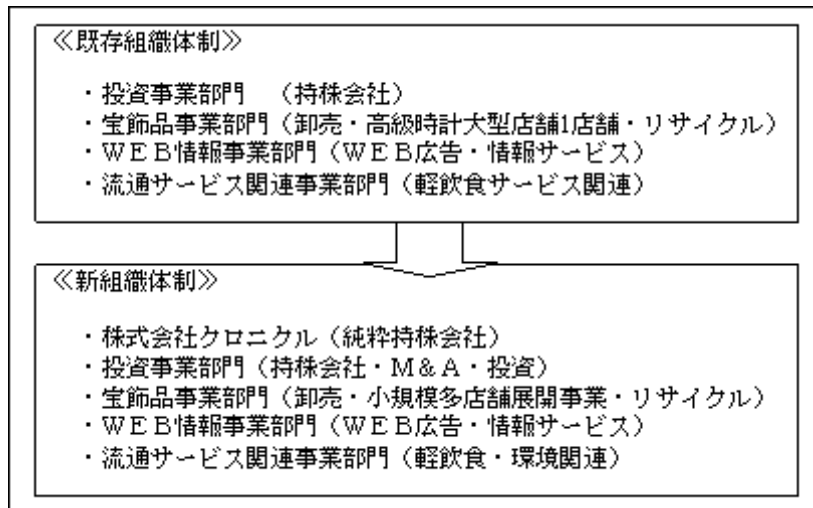 ≪既存組織体制≫
・投資事業部門　（持株会社）
・宝飾品事業部門（卸売・高級時計大型店舗1店舗・リサイクル）
・ＷＥＢ情報事業部門（ＷＥＢ広告・情報サービス）
・流通サービス関連事業部門（軽飲食サービス関連）
≪新組織体制≫
・株式会社クロニクル（純粋持株会社）
・投資事業部門（持株会社・Ｍ＆Ａ・投資）
・宝飾品事業部門（卸売・小規模多店舗展開事業・リサイクル）
・ＷＥＢ情報事業部門（ＷＥＢ広告・情報サービス）
・流通サービス関連事業部門（軽飲食・環境関連）